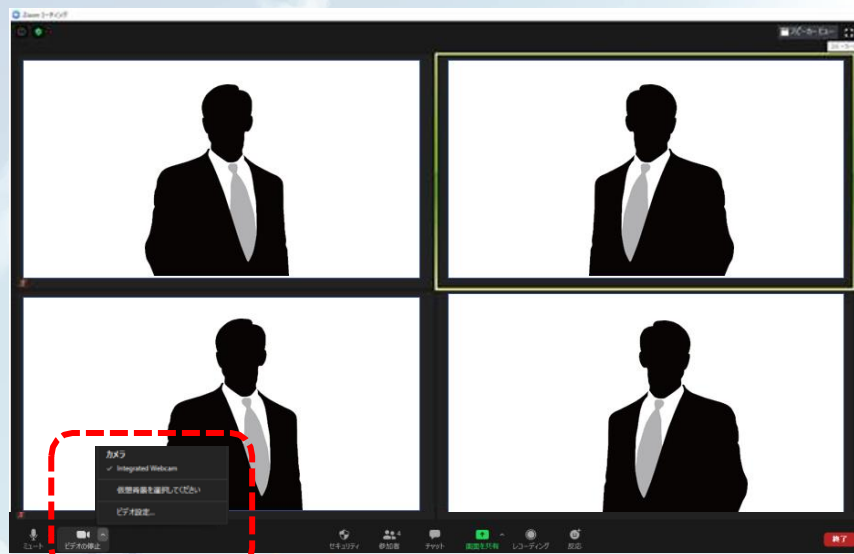 Zoom ミーティング
スピーカー ビュー
カメラ
✓ Integrated Webcam
仮想背景を選択してください
ビデオ設定...
ミュート
ビデオの停止
セキュリティ
参加者
4
チャット
画面を共有
レコーディング
反応
終了